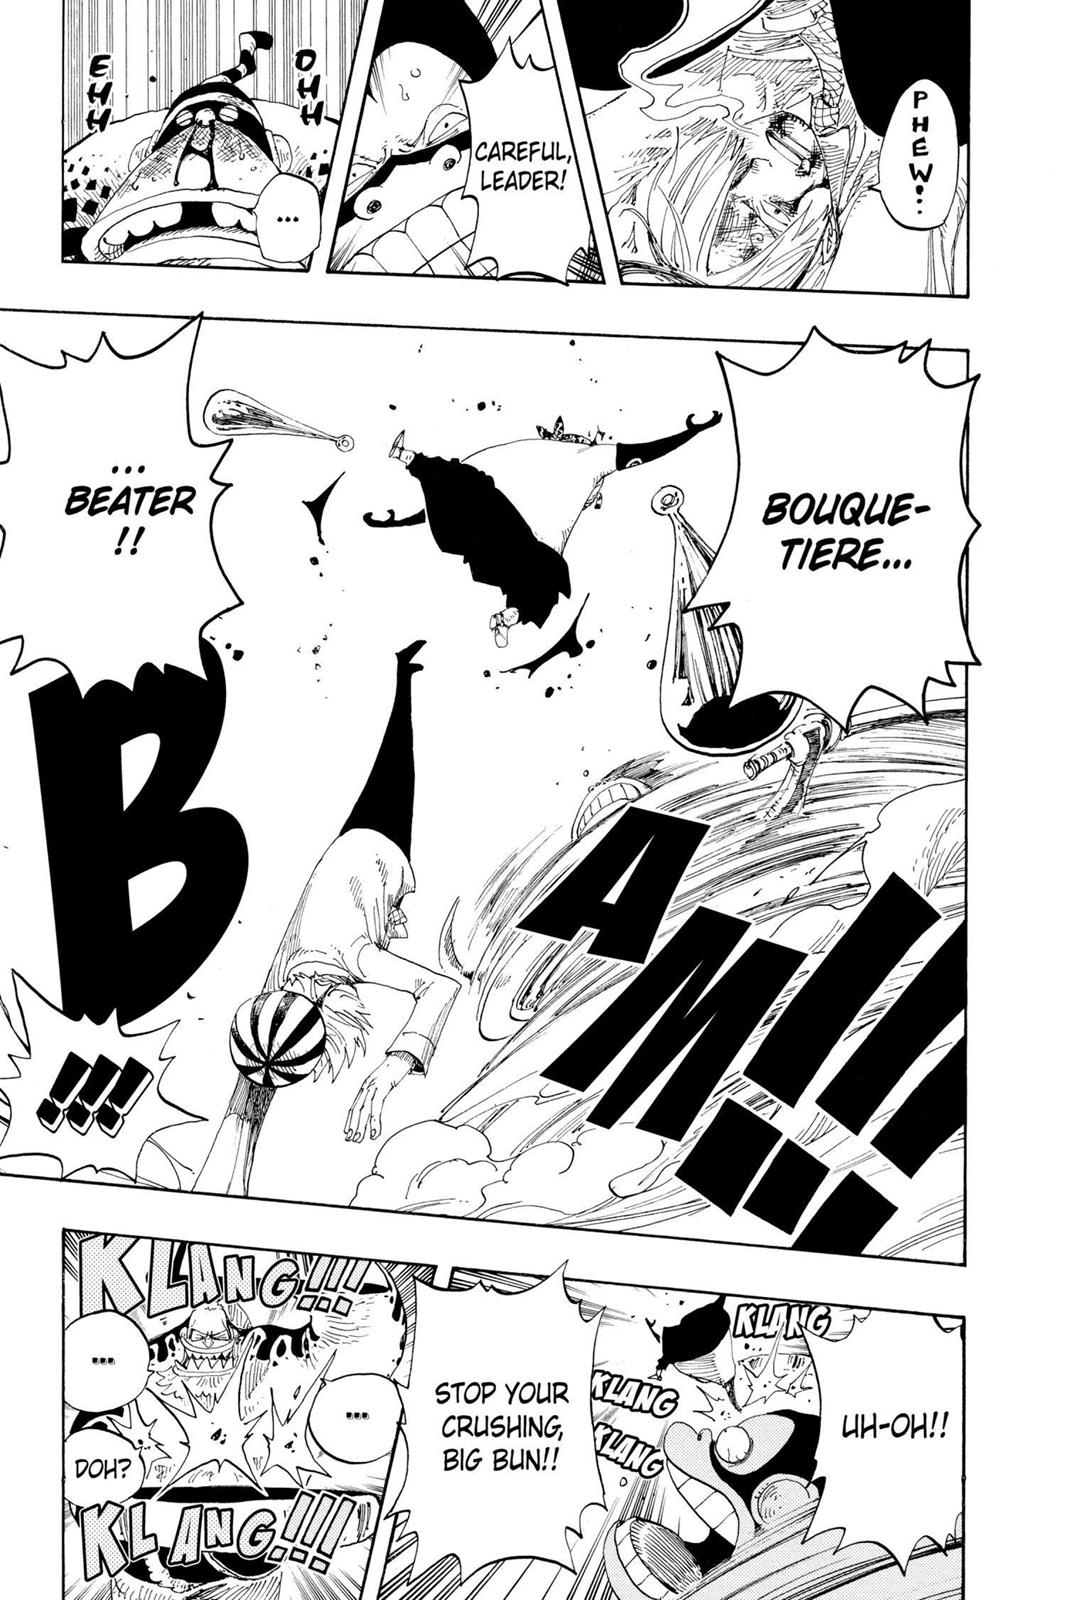 PHEW...
CAREFUL,
LEADER!
OHH
EHH
...
BOUQUE-
TIERE...
...
BEATER
!!
BAM!!
!!!
UH-OH!!
KLANG
KLANG
KLANG
STOP YOUR
CRUSHING,
BIG BUN!!
KLANG!!!
...
...
DOH?
KLANG!!!